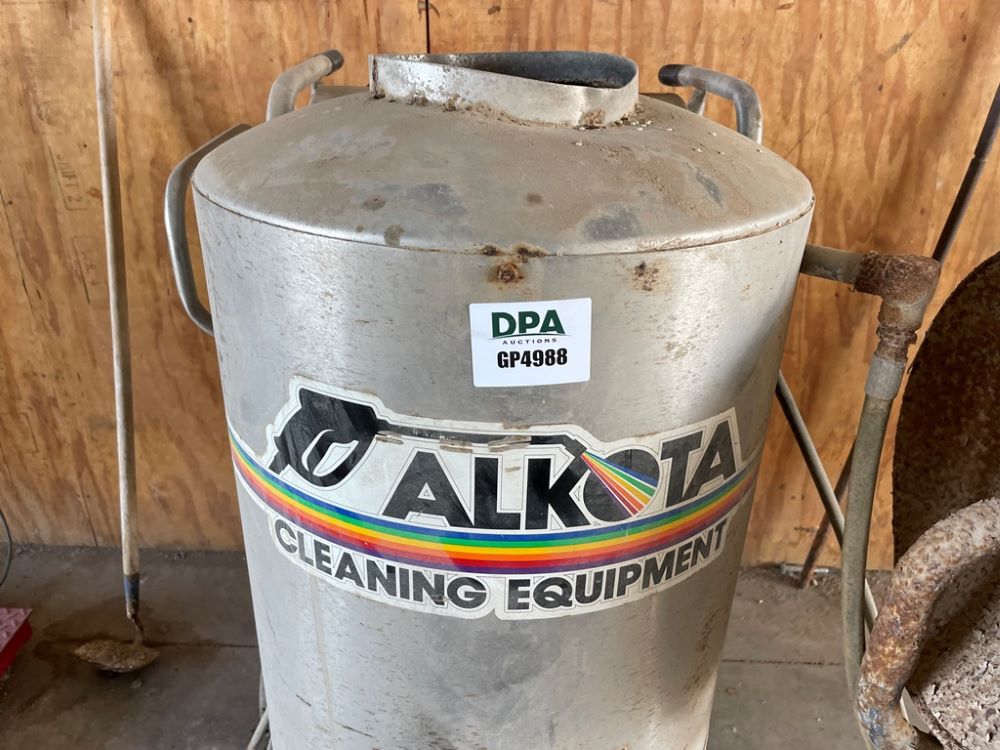 DPA
AUCTIONS
GP4988
ALKOTA
CLEANING EQUIPMENT